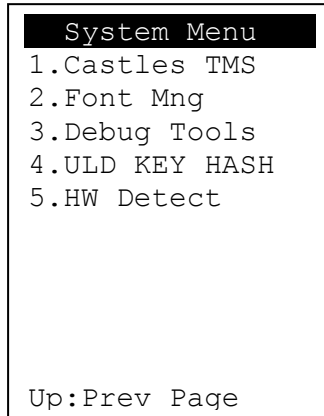 System Menu
1.Castles TMS
2.Font Mng
3.Debug Tools
4.ULD KEY HASH
5.HW Detect
Up:Prev Page